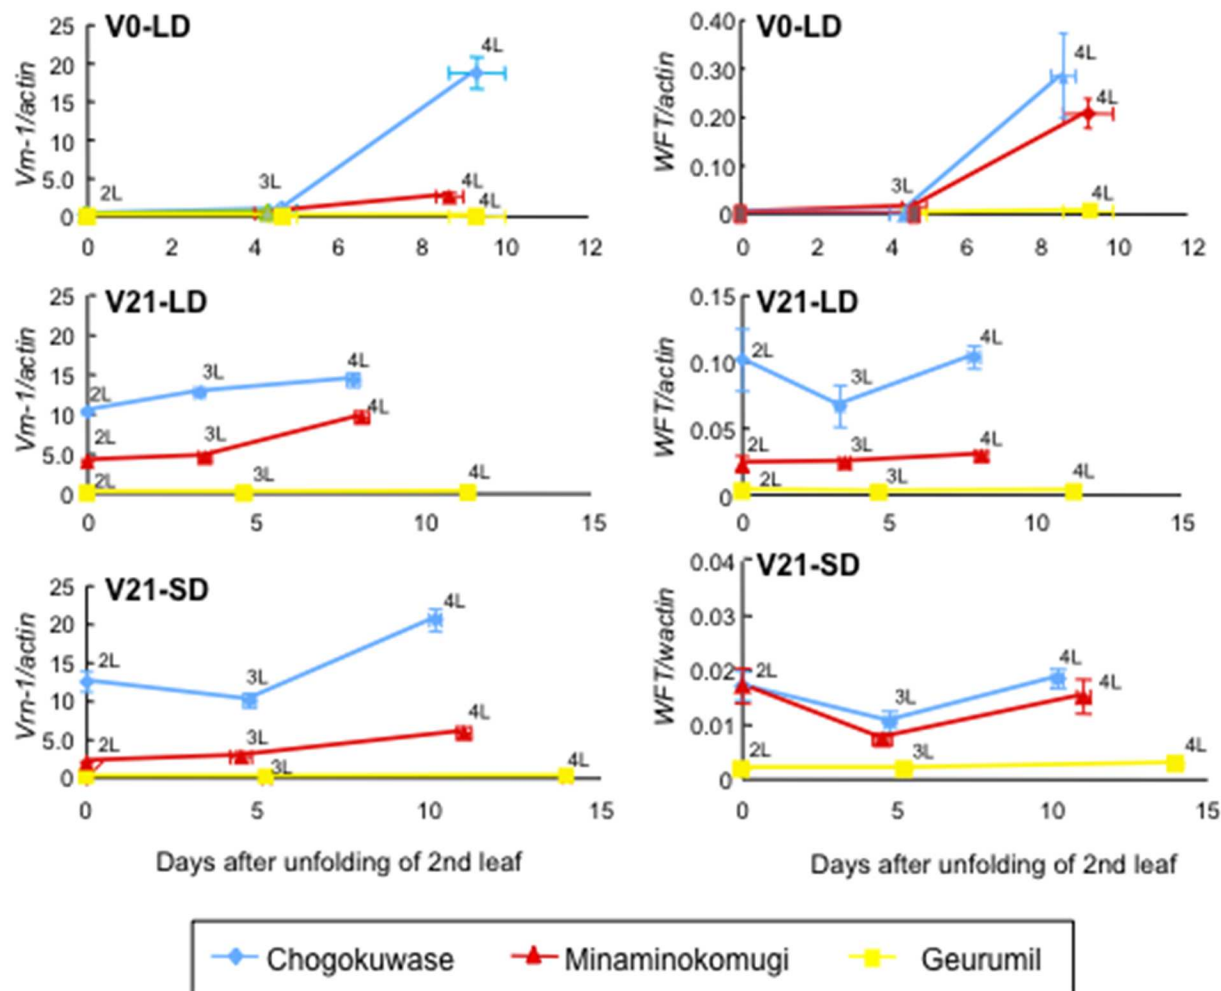 V0-LD
Vrn-1/actin
25
20
15
10
5.0
0
2L
3L
4L
4L
4L
0 2 4 6 8 10 12
V0-LD
WFT/actin
0.40
0.30
0.20
0.10
0
3L
4L
4L
4L
0 2 4 6 8 10 12
V21-LD
Vrn-1/actin
25
20
15
10
5.0
0
2L 3L 4L
2L 3L 4L
2L 3L 4L
0 5 10 15
V21-LD
WFT/actin
0.15
0.10
0.05
0
2L 3L 4L
2L 3L 4L
2L 3L 4L
0 5 10 15
V21-SD
Vrn-1/actin
25
20
15
10
5.0
0
2L 3L 4L
2L 3L 4L
3L 4L
0 5 10 15
Days after unfolding of 2nd leaf
V21-SD
WFT/wactin
0.04
0.03
0.02
0.01
0
2L 3L 4L
4L
2L 3L 4L
0 5 10 15
Days after unfolding of 2nd leaf
Chogokuwase Minaminokomugi Geurumil